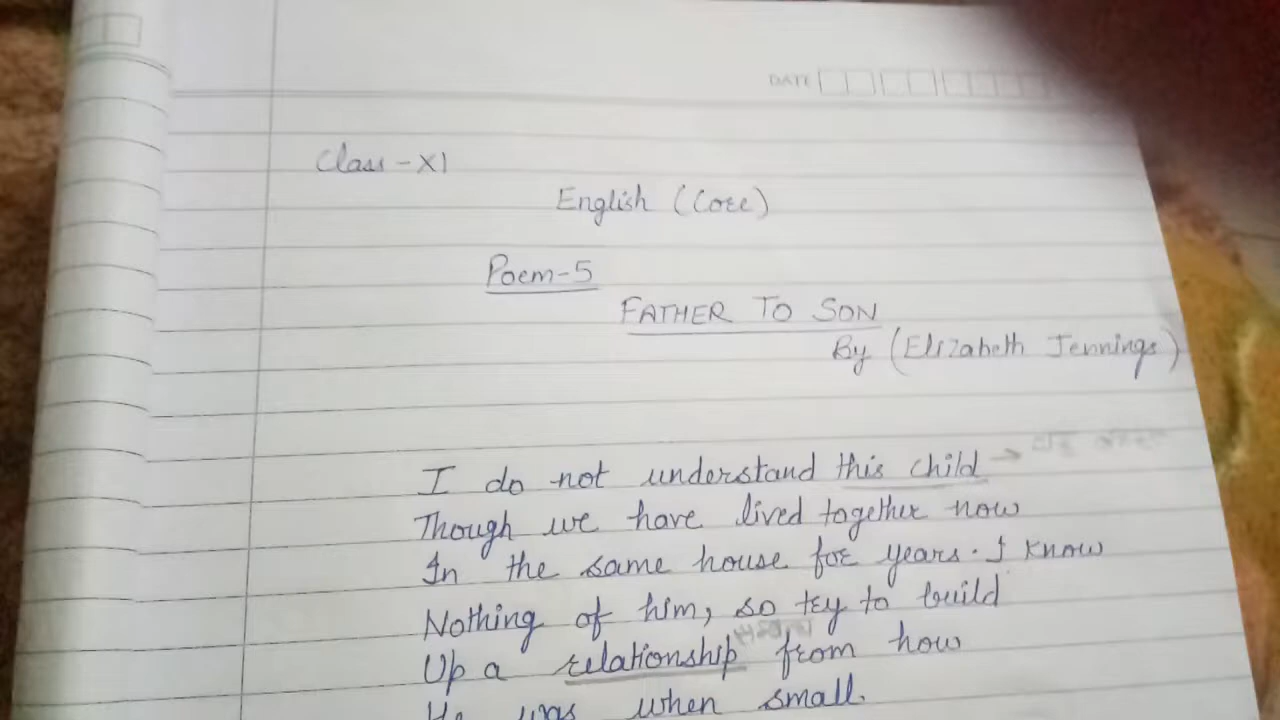 DATE
Class - XI
English (Core)
Poem-5
FATHER TO SON
By (Elizabeth Jennings)
I do not understand this child →
Though we have lived together now
In the same house for years. I know
Nothing of him, so try to build
Up a relationship from how
He was when small.